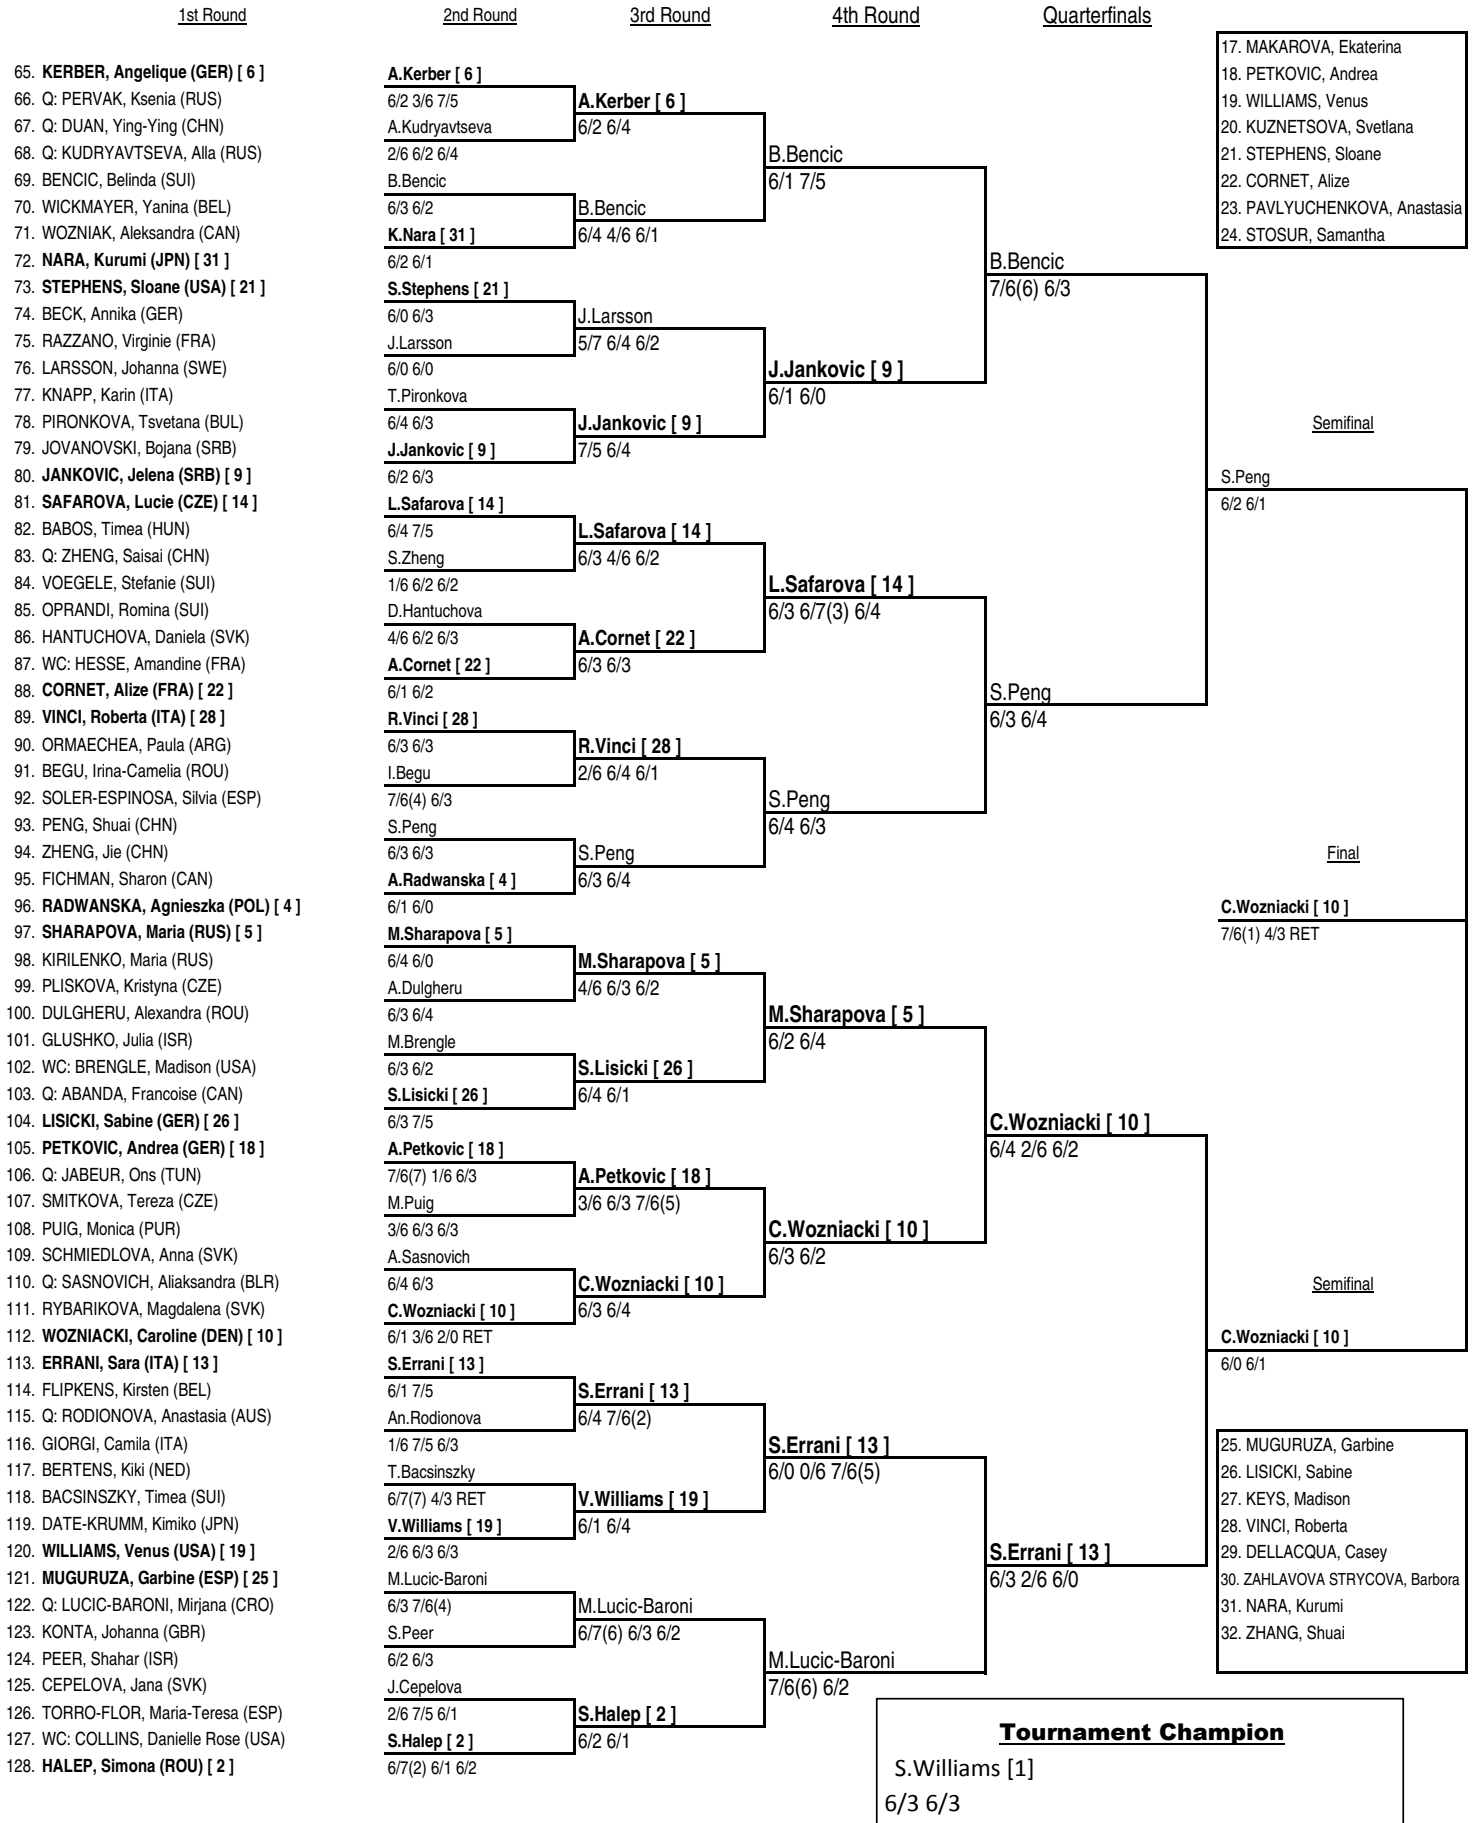 1st Round
2nd Round
3rd Round
4th Round
Quarterfinals
65. KERBER, Angelique (GER) [ 6 ]
66. Q: PERVAK, Ksenia (RUS)
67. Q: DUAN, Ying-Ying (CHN)
68. Q: KUDRYAVTSEVA, Alla (RUS)
69. BENCIC, Belinda (SUI)
70. WICKMAYER, Yanina (BEL)
71. WOZNIAK, Aleksandra (CAN)
72. NARA, Kurumi (JPN) [ 31 ]
73. STEPHENS, Sloane (USA) [ 21 ]
74. BECK, Annika (GER)
75. RAZZANO, Virginie (FRA)
76. LARSSON, Johanna (SWE)
77. KNAPP, Karin (ITA)
78. PIRONKOVA, Tsvetana (BUL)
79. JOVANOVSKI, Bojana (SRB)
80. JANKOVIC, Jelena (SRB) [ 9 ]
81. SAFAROVA, Lucie (CZE) [ 14 ]
82. BABOS, Timea (HUN)
83. Q: ZHENG, Saisai (CHN)
84. VOEGELE, Stefanie (SUI)
85. OPRANDI, Romina (SUI)
86. HANTUCHOVA, Daniela (SVK)
87. WC: HESSE, Amandine (FRA)
88. CORNET, Alize (FRA) [ 22 ]
89. VINCI, Roberta (ITA) [ 28 ]
90. ORMAECHEA, Paula (ARG)
91. BEGU, Irina-Camelia (ROU)
92. SOLER-ESPINOSA, Silvia (ESP)
93. PENG, Shuai (CHN)
94. ZHENG, Jie (CHN)
95. FICHMAN, Sharon (CAN)
96. RADWANSKA, Agnieszka (POL) [ 4 ]
97. SHARAPOVA, Maria (RUS) [ 5 ]
98. KIRILENKO, Maria (RUS)
99. PLISKOVA, Kristyna (CZE)
100. DULGHERU, Alexandra (ROU)
101. GLUSHKO, Julia (ISR)
102. WC: BRENGLE, Madison (USA)
103. Q: ABANDA, Francoise (CAN)
104. LISICKI, Sabine (GER) [ 26 ]
105. PETKOVIC, Andrea (GER) [ 18 ]
106. Q: JABEUR, Ons (TUN)
107. SMITKOVA, Tereza (CZE)
108. PUIG, Monica (PUR)
109. SCHMIEDLOVA, Anna (SVK)
110. Q: SASNOVICH, Aliaksandra (BLR)
111. RYBARIKOVA, Magdalena (SVK)
112. WOZNIACKI, Caroline (DEN) [ 10 ]
113. ERRANI, Sara (ITA) [ 13 ]
114. FLIPKENS, Kirsten (BEL)
115. Q: RODIONOVA, Anastasia (AUS)
116. GIORGI, Camila (ITA)
117. BERTENS, Kiki (NED)
118. BACSINSZKY, Timea (SUI)
119. DATE-KRUMM, Kimiko (JPN)
120. WILLIAMS, Venus (USA) [ 19 ]
121. MUGURUZA, Garbine (ESP) [ 25 ]
122. Q: LUCIC-BARONI, Mirjana (CRO)
123. KONTA, Johanna (GBR)
124. PEER, Shahar (ISR)
125. CEPELOVA, Jana (SVK)
126. TORRO-FLOR, Maria-Teresa (ESP)
127. WC: COLLINS, Danielle Rose (USA)
128. HALEP, Simona (ROU) [ 2 ]
A.Kerber [ 6 ]
6/2 3/6 7/5
A.Kudryavtseva
2/6 6/2 6/4
B.Bencic
6/3 6/2
K.Nara [ 31 ]
6/2 6/1
S.Stephens [ 21 ]
6/0 6/3
J.Larsson
6/0 6/0
T.Pironkova
6/4 6/3
J.Jankovic [ 9 ]
6/2 6/3
L.Safarova [ 14 ]
6/4 7/5
S.Zheng
1/6 6/2 6/2
D.Hantuchova
4/6 6/2 6/3
A.Cornet [ 22 ]
6/1 6/2
R.Vinci [ 28 ]
6/3 6/3
I.Begu
7/6(4) 6/3
S.Peng
6/3 6/3
A.Radwanska [ 4 ]
6/1 6/0
M.Sharapova [ 5 ]
6/4 6/0
A.Dulgheru
6/3 6/4
M.Brengle
6/3 6/2
S.Lisicki [ 26 ]
6/3 7/5
A.Petkovic [ 18 ]
7/6(7) 1/6 6/3
M.Puig
3/6 6/3 6/3
A.Sasnovich
6/4 6/3
C.Wozniacki [ 10 ]
6/1 3/6 2/0 RET
S.Errani [ 13 ]
6/1 7/5
An.Rodionova
1/6 7/5 6/3
T.Bacsinszky
6/7(7) 4/3 RET
V.Williams [ 19 ]
2/6 6/3 6/3
M.Lucic-Baroni
6/3 7/6(4)
S.Peer
6/2 6/3
J.Cepelova
2/6 7/5 6/1
S.Halep [ 2 ]
6/7(2) 6/1 6/2
A.Kerber [ 6 ]
6/2 6/4
B.Bencic
6/4 4/6 6/1
J.Larsson
5/7 6/4 6/2
J.Jankovic [ 9 ]
7/5 6/4
L.Safarova [ 14 ]
6/3 4/6 6/2
A.Cornet [ 22 ]
6/3 6/3
R.Vinci [ 28 ]
2/6 6/4 6/1
S.Peng
6/3 6/4
M.Sharapova [ 5 ]
4/6 6/3 6/2
S.Lisicki [ 26 ]
6/4 6/1
A.Petkovic [ 18 ]
3/6 6/3 7/6(5)
C.Wozniacki [ 10 ]
6/3 6/4
S.Errani [ 13 ]
6/4 7/6(2)
V.Williams [ 19 ]
6/1 6/4
M.Lucic-Baroni
6/7(6) 6/3 6/2
S.Halep [ 2 ]
6/2 6/1
B.Bencic
6/1 7/5
J.Jankovic [ 9 ]
6/1 6/0
L.Safarova [ 14 ]
6/3 6/7(3) 6/4
S.Peng
6/4 6/3
M.Sharapova [ 5 ]
6/2 6/4
C.Wozniacki [ 10 ]
6/3 6/2
S.Errani [ 13 ]
6/0 0/6 7/6(5)
M.Lucic-Baroni
7/6(6) 6/2
B.Bencic
7/6(6) 6/3
S.Peng
6/3 6/4
C.Wozniacki [ 10 ]
6/4 2/6 6/2
S.Errani [ 13 ]
6/3 2/6 6/0
17. MAKAROVA, Ekaterina
18. PETKOVIC, Andrea
19. WILLIAMS, Venus
20. KUZNETSOVA, Svetlana
21. STEPHENS, Sloane
22. CORNET, Alize
23. PAVLYUCHENKOVA, Anastasia
24. STOSUR, Samantha
Semifinal
S.Peng
6/2 6/1
Final
C.Wozniacki [ 10 ]
7/6(1) 4/3 RET
Semifinal
C.Wozniacki [ 10 ]
6/0 6/1
25. MUGURUZA, Garbine
26. LISICKI, Sabine
27. KEYS, Madison
28. VINCI, Roberta
29. DELLACQUA, Casey
30. ZAHLAVOVA STRYCOVA, Barbora
31. NARA, Kurumi
32. ZHANG, Shuai
Tournament Champion
S.Williams [1]
6/3 6/3